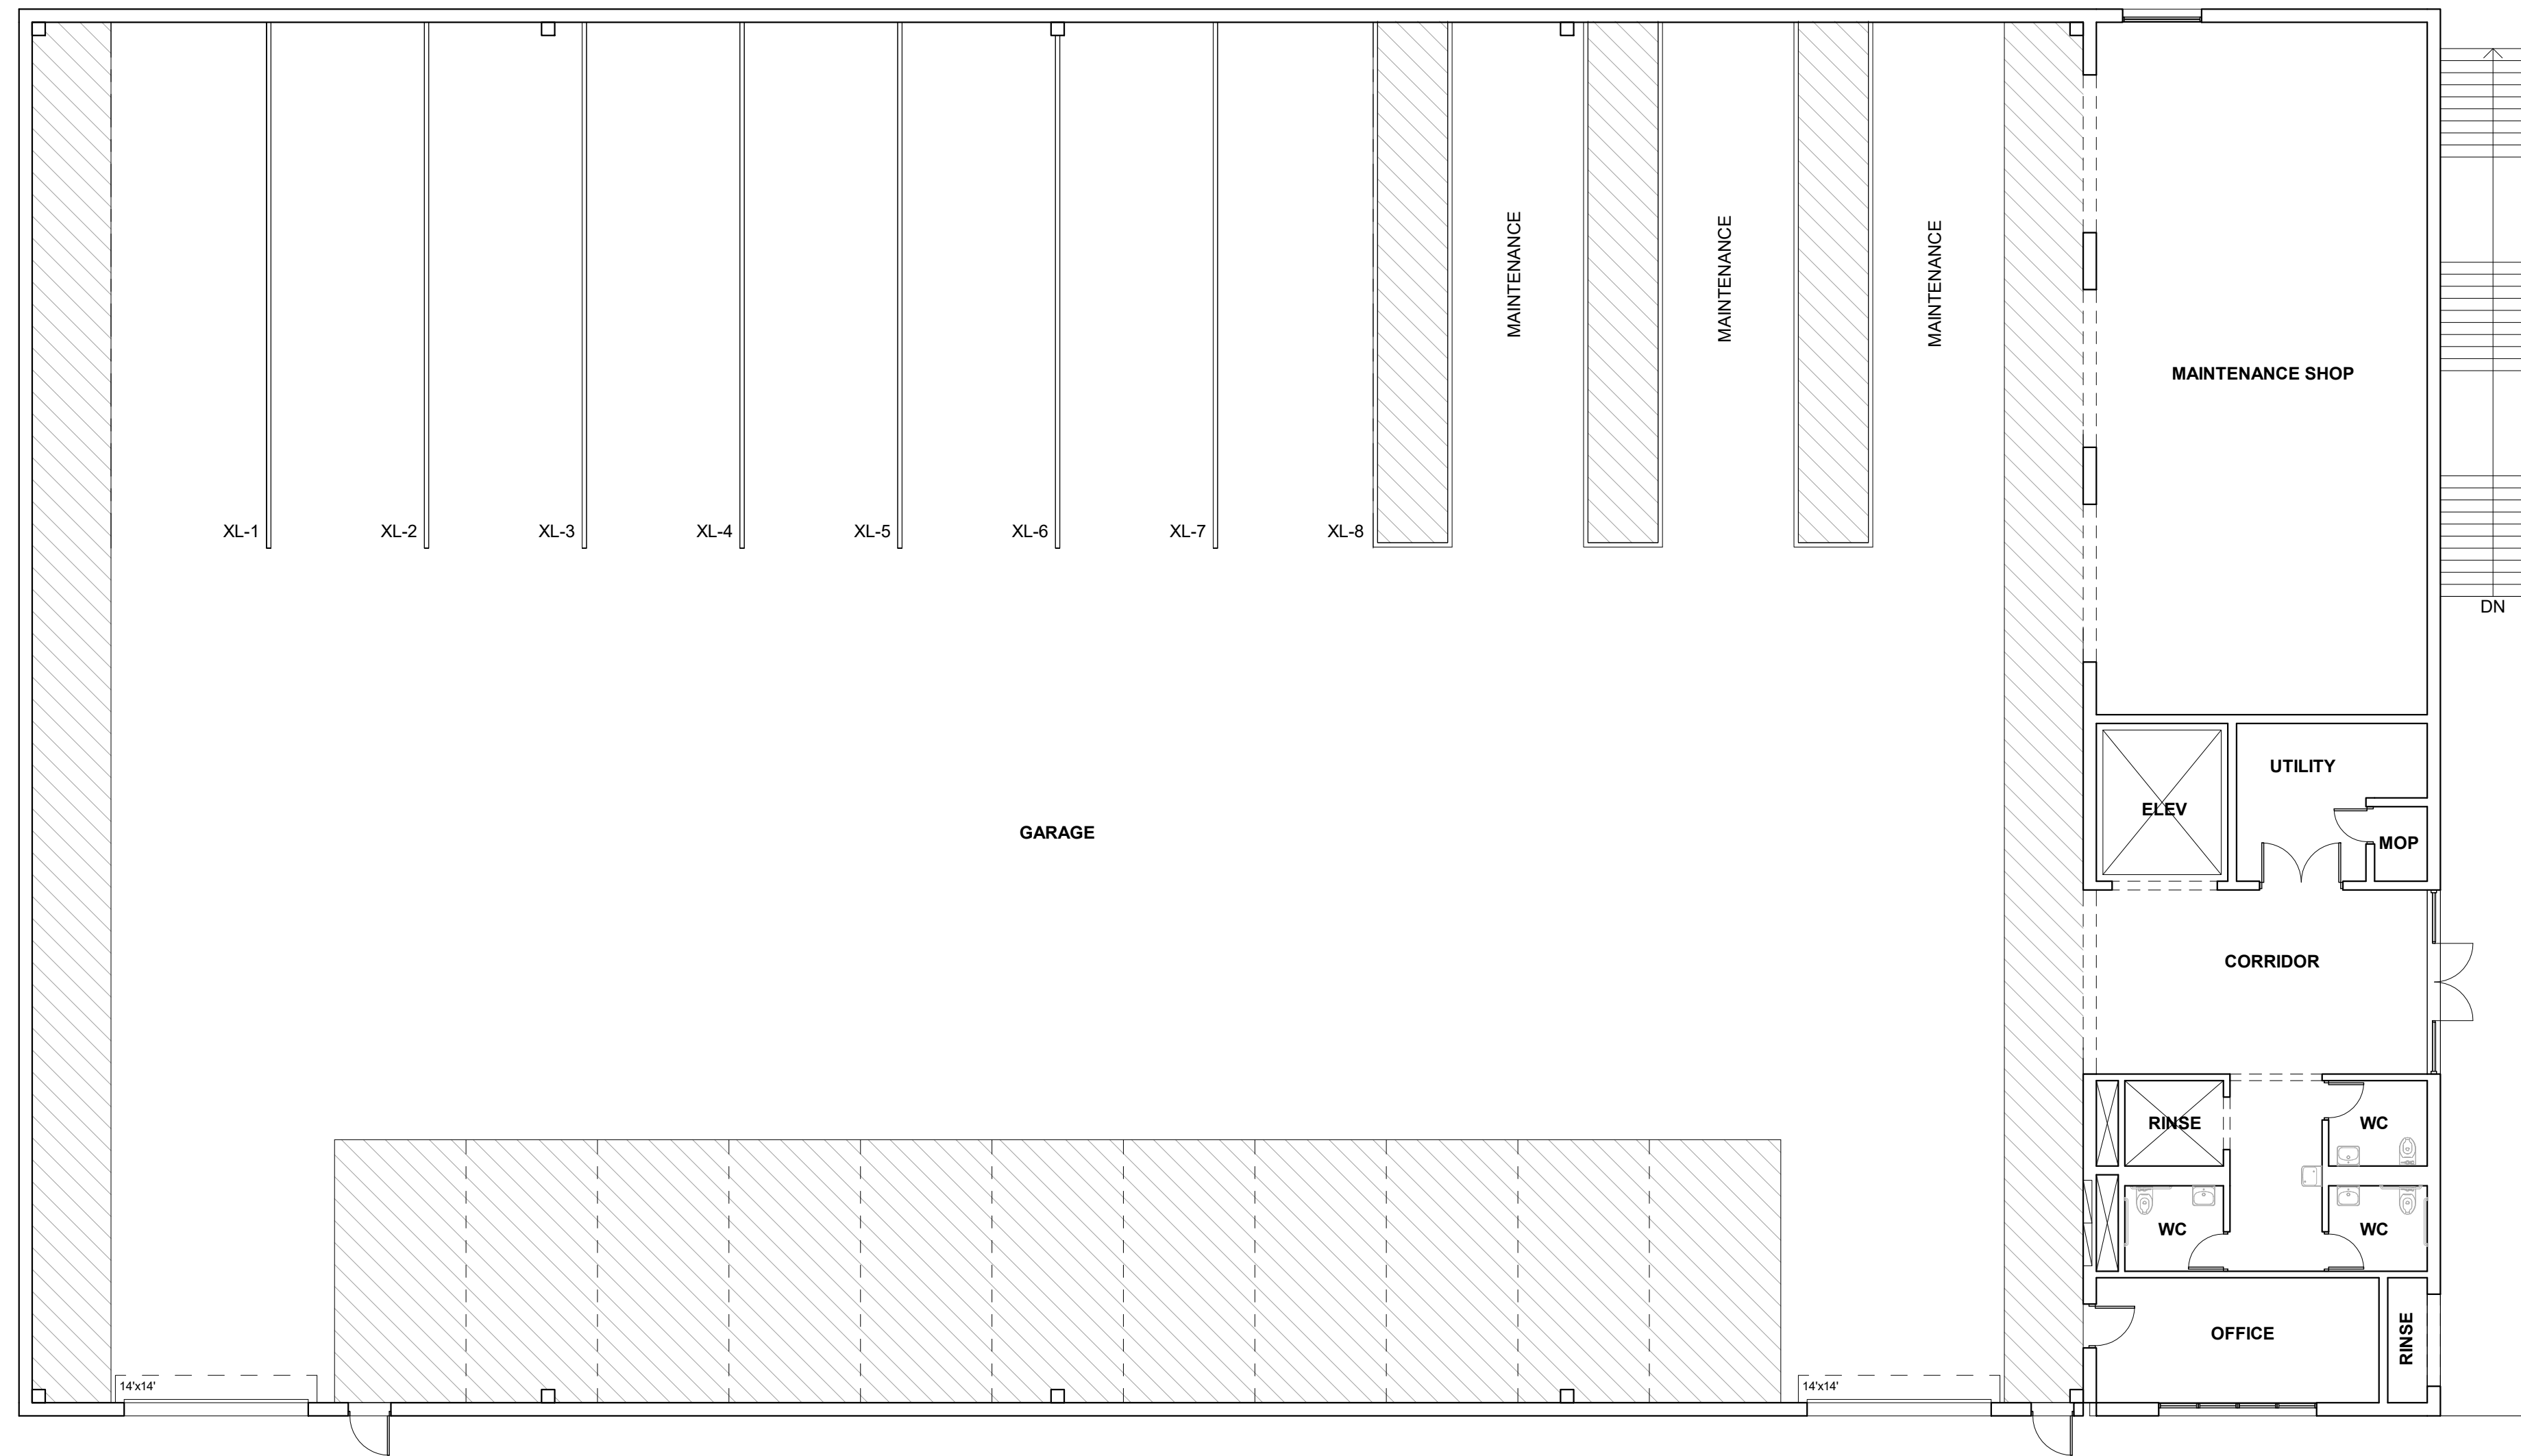 MAINTENANCE
MAINTENANCE
MAINTENANCE
MAINTENANCE SHOP
XL-1
XL-2
XL-3
XL-4
XL-5
XL-6
XL-7
XL-8
DN
UTILITY
ELEV
GARAGE
MOP
CORRIDOR
RINSE
WC
WC
WC
OFFICE
RINSE
14'x14'
14'x14'